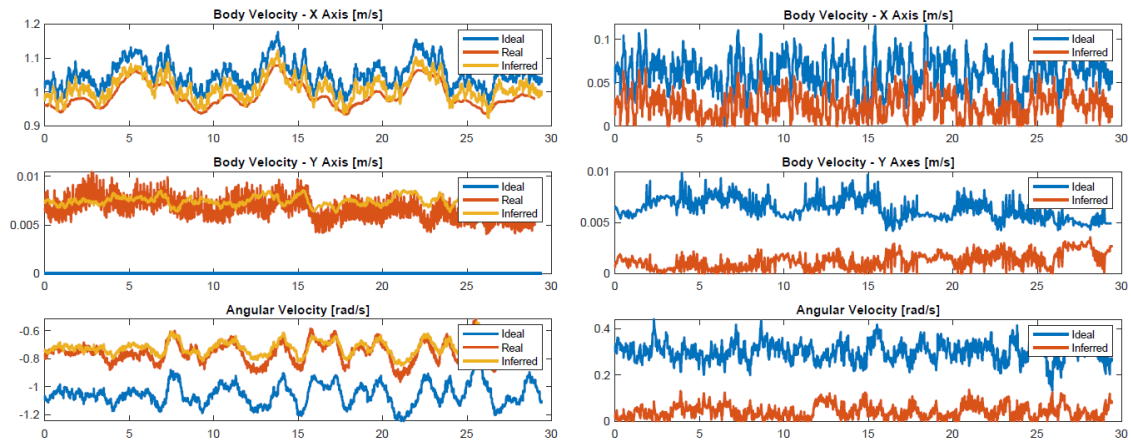 Body Velocity - X Axis [m/s]
1.2
1.1
1
0.9
Ideal
Real
Inferred
0 5 10 15 20 25 30
Body Velocity - X Axis [m/s]
0.1
0.05
0
Ideal
Inferred
0 5 10 15 20 25 30
Body Velocity - Y Axis [m/s]
0.01
0.005
0
Ideal
Real
Inferred
0 5 10 15 20 25 30
Body Velocity - Y Axes [m/s]
0.01
0.005
0
Ideal
Inferred
0 5 10 15 20 25 30
Angular Velocity [rad/s]
-0.6
-0.8
-1
-1.2
Ideal
Real
Inferred
0 5 10 15 20 25 30
Angular Velocity [rad/s]
0.4
0.2
0
Ideal
Inferred
0 5 10 15 20 25 30